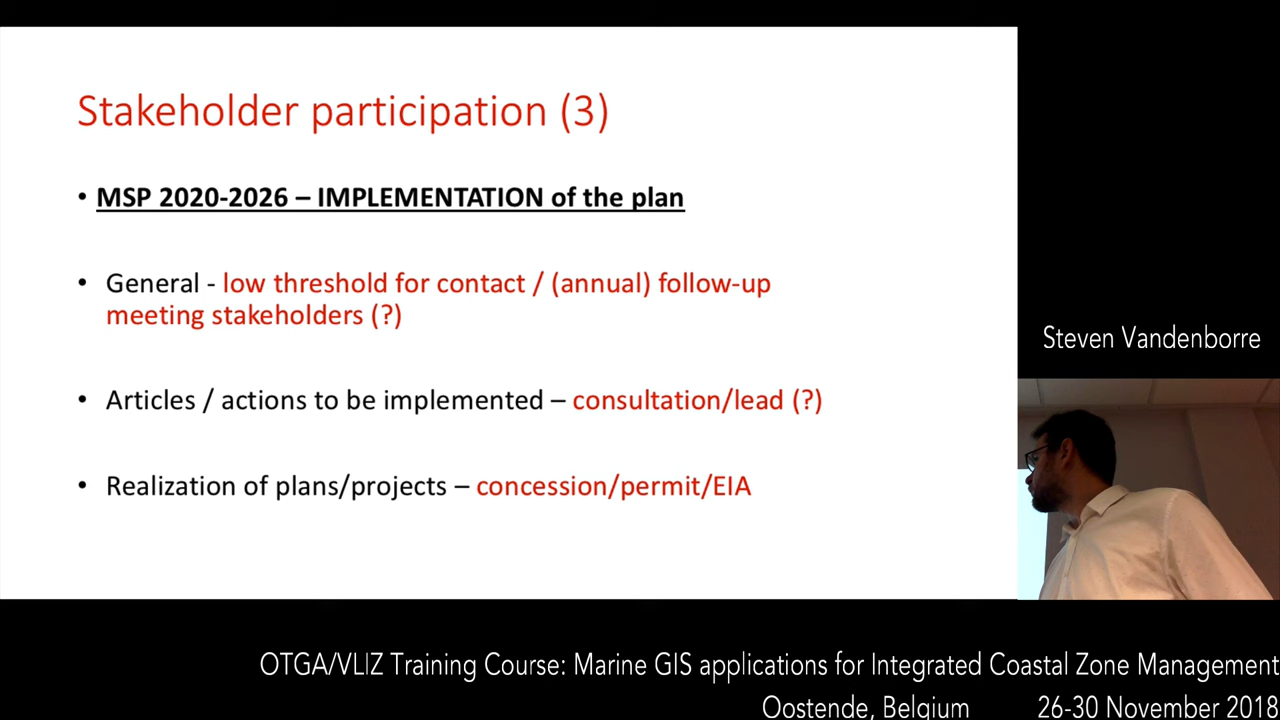 Stakeholder participation (3)
• MSP 2020-2026 – IMPLEMENTATION of the plan
• General - low threshold for contact / (annual) follow-up
meeting stakeholders (?)
• Articles / actions to be implemented – consultation/lead (?)
• Realization of plans/projects – concession/permit/EIA
Steven Vandenborre
OTGA/VLIZ Training Course: Marine GIS applications for Integrated Coastal Zone Management
Oostende, Belgium 26-30 November 2018